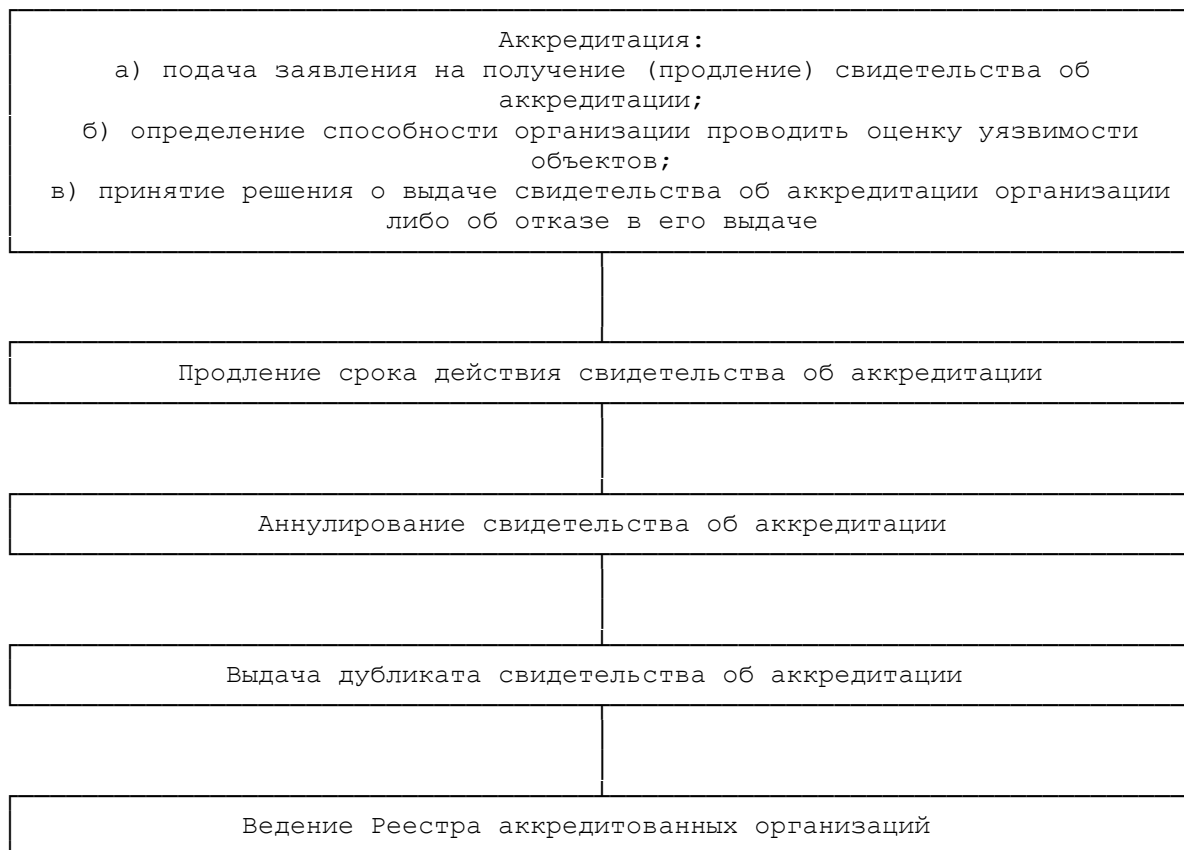 Аккредитация:
а) подача заявления на получение (продление) свидетельства об
аккредитации;
б) определение способности организации проводить оценку уязвимости
объектов;
в) принятие решения о выдаче свидетельства об аккредитации организации
либо об отказе в его выдаче
Продление срока действия свидетельства об аккредитации
Аннулирование свидетельства об аккредитации
Выдача дубликата свидетельства об аккредитации
Ведение Реестра аккредитованных организаций